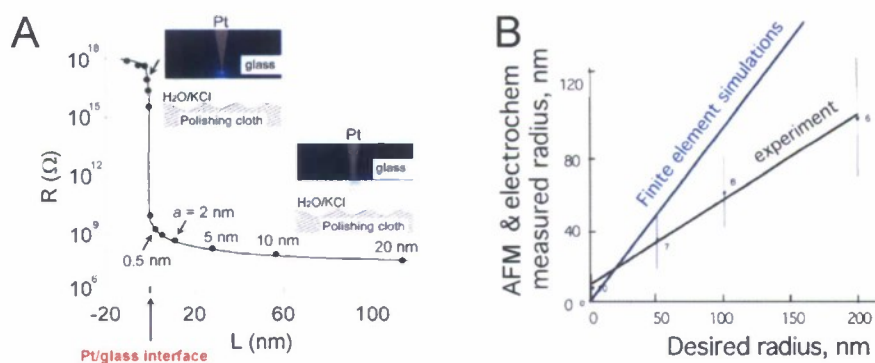 A
R (Ω)
10¹⁸
10¹⁵
10¹²
10⁹
10⁶
Pt
glass
H₂O/KCl
Polishing cloth
Pt
glass
H₂O/KCl
Polishing cloth
a = 2 nm
0.5 nm
5 nm
10 nm
20 nm
-20
20
60
100
L (nm)
Pt/glass interface
B
AFM & electrochem
measured radius, nm
120
80
40
0
Finite element simulations
experiment
6
8
7
0
50
100
150
200
Desired radius, nm